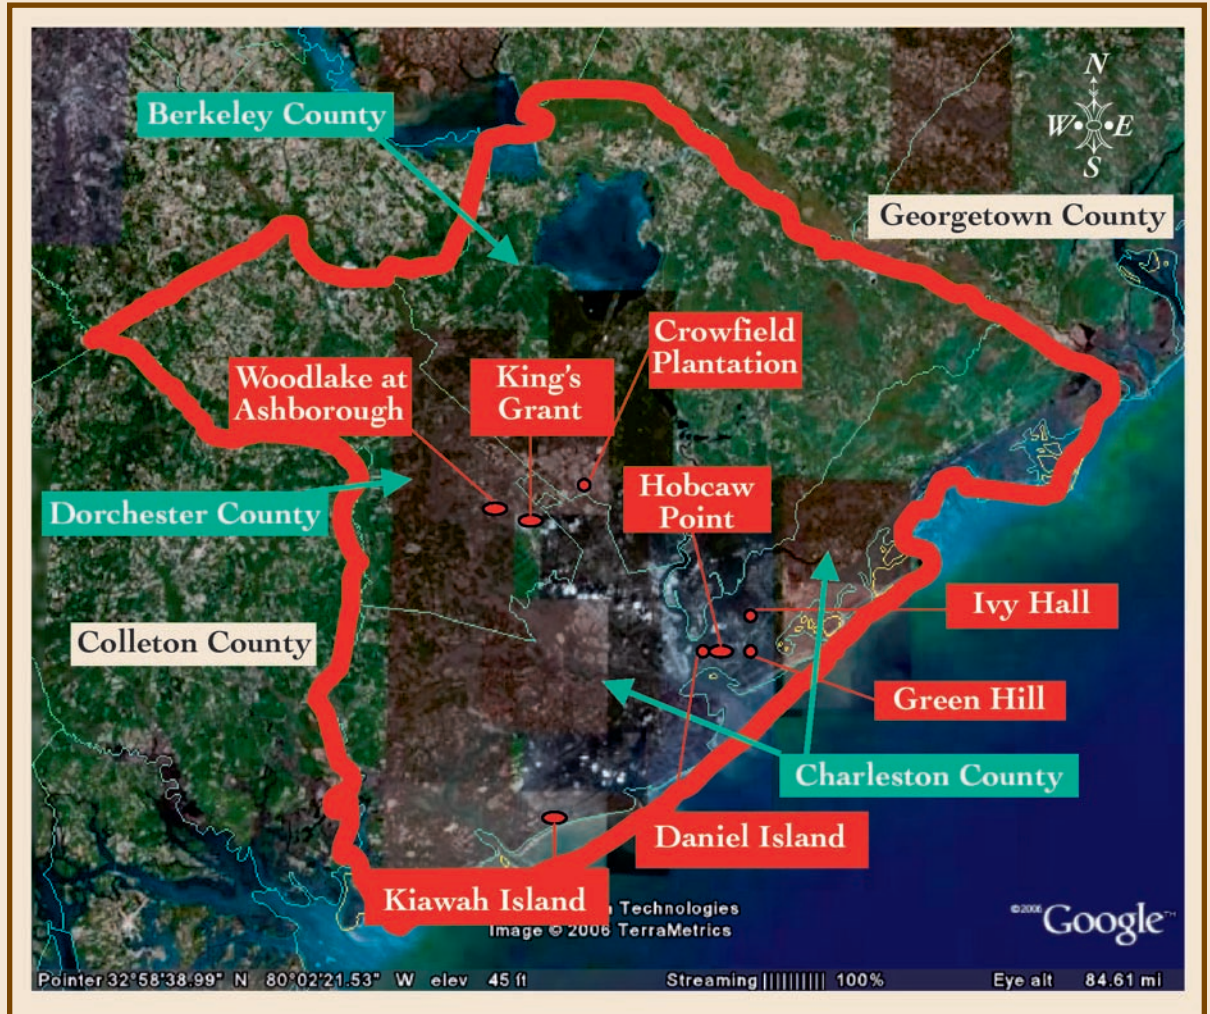 N
Berkeley County
W E
S
Georgetown County
Crowfield
Plantation
Woodlake at
Ashborough
King's
Grant
Hobcaw
Point
Dorchester County
Ivy Hall
Colleton County
Green Hill
Charleston County
Daniel Island
Kiawah Island
Technologies
Image © 2006 TerraMetrics
©2006 Google™
Pointer 32°58'38.99" N 80°02'21.53" W elev 45 ft Streaming |||||||||| 100% Eye alt 84.61 mi